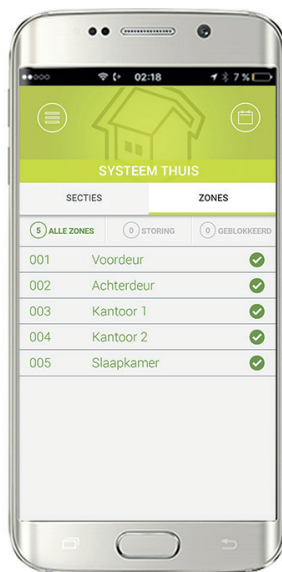 02:18 7 %
SYSTEEM THUIS
SECTIES ZONES
5 ALLE ZONES 0 STORING 0 GEBLOKKEERD
001 Voordeur
002 Achterdeur
003 Kantoor 1
004 Kantoor 2
005 Slaapkamer